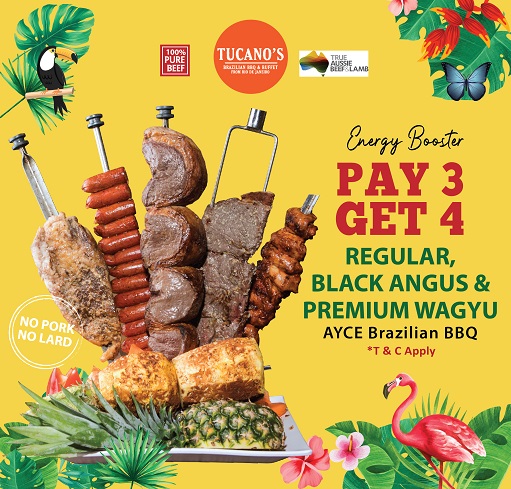 100%
PURE
BEEF
TUCANO'S
BRAZILIAN BBQ & BUFFET
FROM RIO DE JANEIRO
TRUE
AUSSIE
BEEF&LAMB
Energy Booster
PAY 3
GET 4
REGULAR,
BLACK ANGUS &
PREMIUM WAGYU
AYCE Brazilian BBQ
*T & C Apply
NO PORK
NO LARD